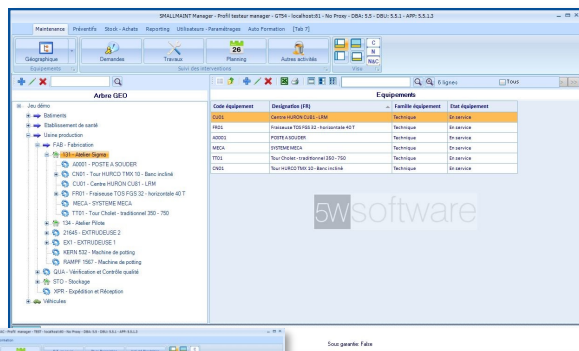 SMALLMAINT Manager - Profil testeur manager - GT54 - localhost:61 - No Proxy - DBA: 5.5 - DBU: 5.5.1 - APP: 5.5.1.3
Maintenance Préventifs Stock - Achats Reporting Utilisateurs - Paramétrages Auto Formation [Tab 7]
Géographique Demandes Travaux 26 Planning Autres activités C N N&C
Equipements Suivi des interventions Visu
6 lignes Tous
Arbre GEO
Equipements
Code équipement Designation (FR) Famille équipement Etat équipement
CU01 Centre HURON CU81 - LRM Technique En service
FR01 Fraiseuse TOS FGS 32 - horizontale 40 T Technique En service
A0001 POSTE A SOUDER Technique En service
MECA SYSTEME MECA Technique En service
TT01 Tour Cholet - traditionnel 350 - 750 Technique En service
CN01 Tour HURCO TMX 10 - Banc incliné Technique En service
Jeu démo
Batiments
Etablissement de santé
Usine production
FAB - Fabrication
131 - Atelier Sigma
A0001 - POSTE A SOUDER
CN01 - Tour HURCO TMX 10 - Banc incliné
CU01 - Centre HURON CU81 - LRM
FR01 - Fraiseuse TOS FGS 32 - horizontale 40 T
MECA - SYSTEME MECA
TT01 - Tour Cholet - traditionnel 350 - 750
134 - Atelier Pilote
21645 - EXTRUDEUSE 2
EX1 - EXTRUDEUSE 1
KERN 532 - Machine de potting
RAMPF 1567 - Machine de potting
QUA - Vérification et Contrôle qualité
STO - Stockage
XPR - Expédition et Réception
Véhicules
5Wsoftware
Sous garantie: False